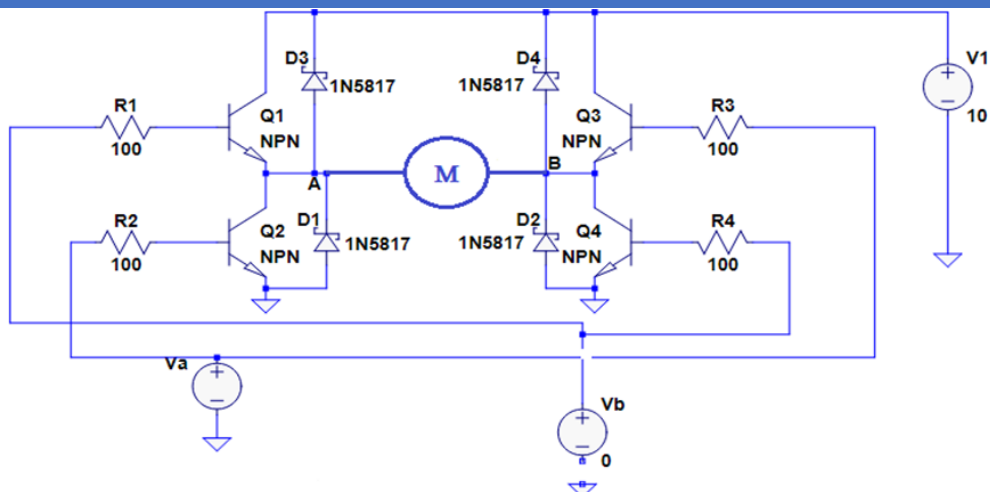 D3
D4
V1
1N5817
1N5817
R1
Q1
Q3
R3
NPN
NPN
10
100
100
A
M
B
R2
D1
D2
R4
Q2
1N5817
1N5817
Q4
NPN
NPN
100
100
Va
Vb
0